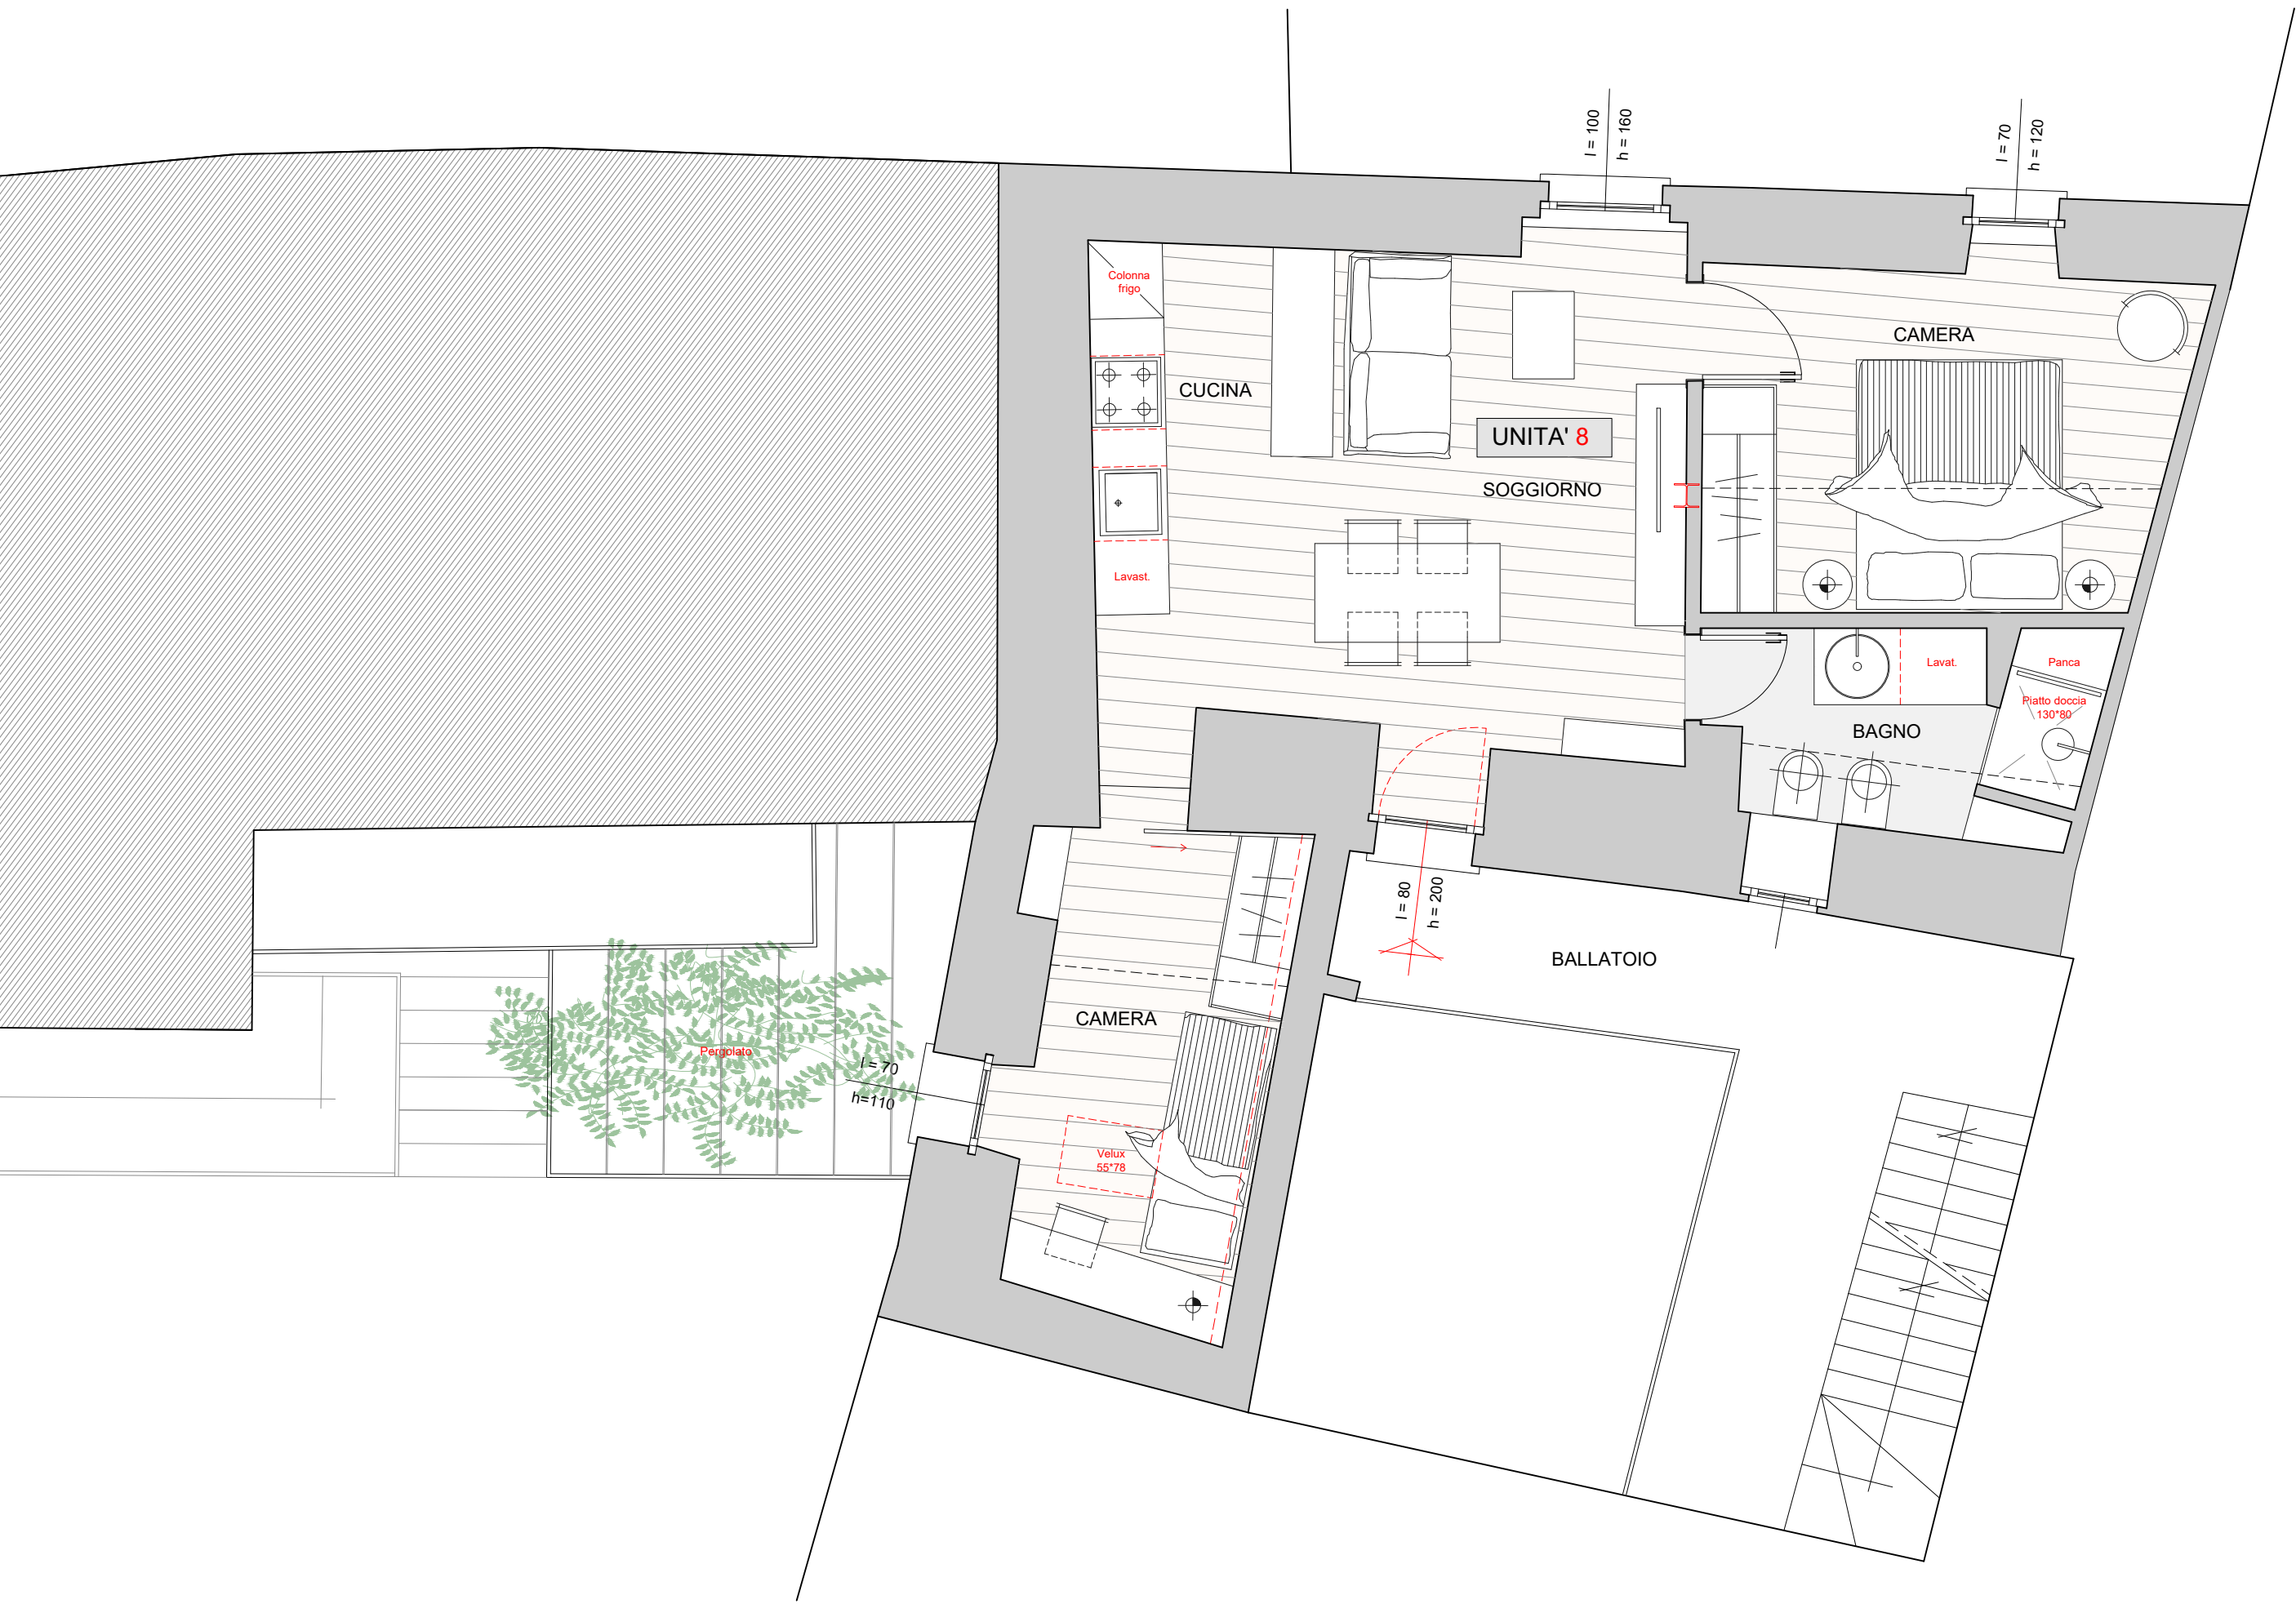 l = 100
h = 160
l = 70
h = 120
Colonna
frigo
CUCINA
CAMERA
UNITA' 8
SOGGIORNO
Lavast.
Lavat.
Panca
Piatto doccia
130*80
BAGNO
l = 80
h = 200
BALLATOIO
CAMERA
Pergolato
l = 70
h=110
Velux
55*78